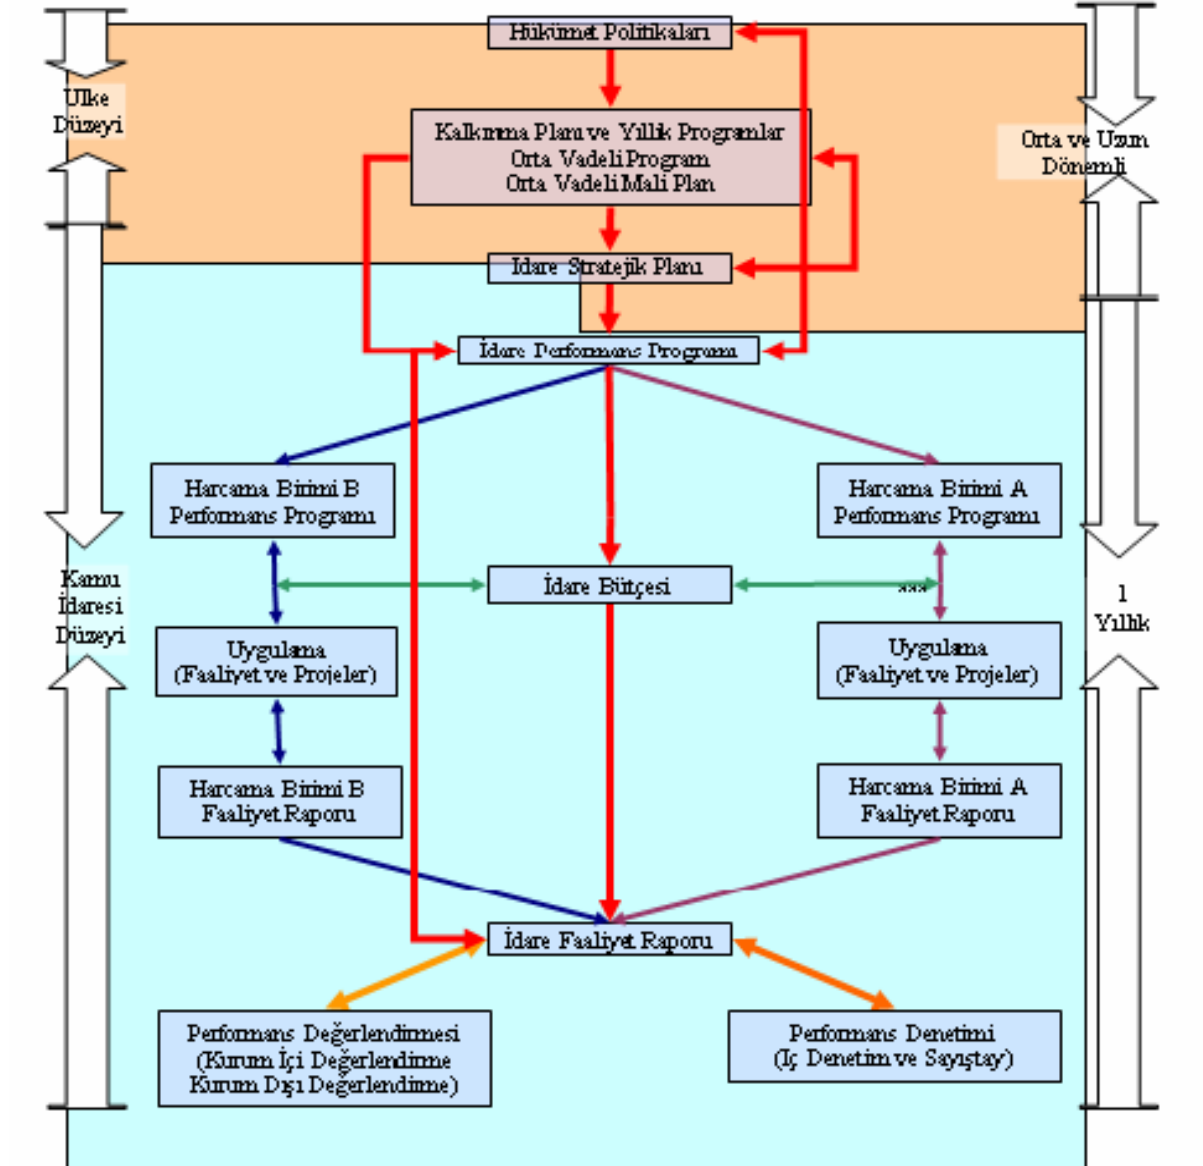 Hükümet Politikaları
Ülke
Düzeyi
Kalkınma Planı ve Yıllık Programlar
Orta Vadeli Program
Orta Vadeli Mali Plan
Orta ve Uzun
Dönemli
İdare Stratejik Planı
İdare Performans Programı
Harcama Birimi B
Performans Programı
Harcama Birimi A
Performans Programı
Kamu
İdaresi
Düzeyi
İdare Bütçesi
1
Yıllık
Uygulama
(Faaliyet ve Projeler)
Uygulama
(Faaliyet ve Projeler)
Harcama Birimi B
Faaliyet Raporu
Harcama Birimi A
Faaliyet Raporu
İdare Faaliyet Raporu
Performans Değerlendirmesi
(Kurum İçi Değerlendirme
Kurum Dışı Değerlendirme)
Performans Denetimi
(İç Denetim ve Sayıştay)